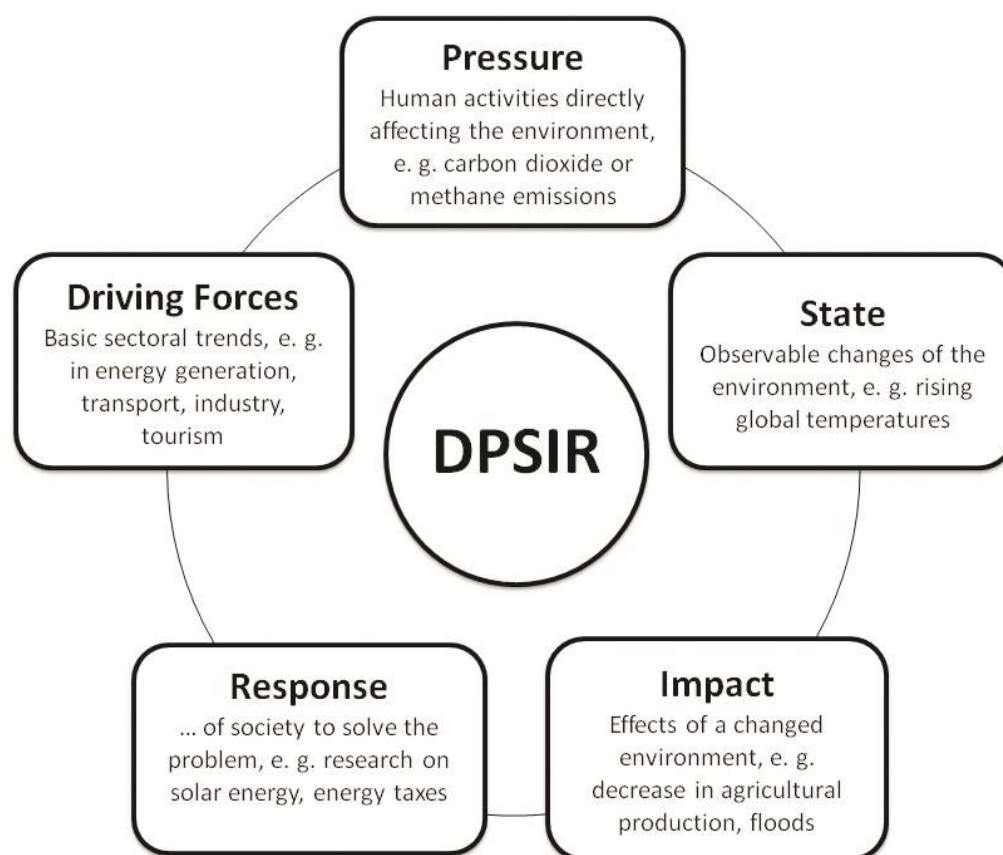 Pressure
Human activities directly
affecting the environment,
e. g. carbon dioxide or
methane emissions
Driving Forces
Basic sectoral trends, e. g.
in energy generation,
transport, industry,
tourism
State
Observable changes of the
environment, e. g. rising
global temperatures
DPSIR
Response
... of society to solve the
problem, e. g. research on
solar energy, energy taxes
Impact
Effects of a changed
environment, e. g.
decrease in agricultural
production, floods